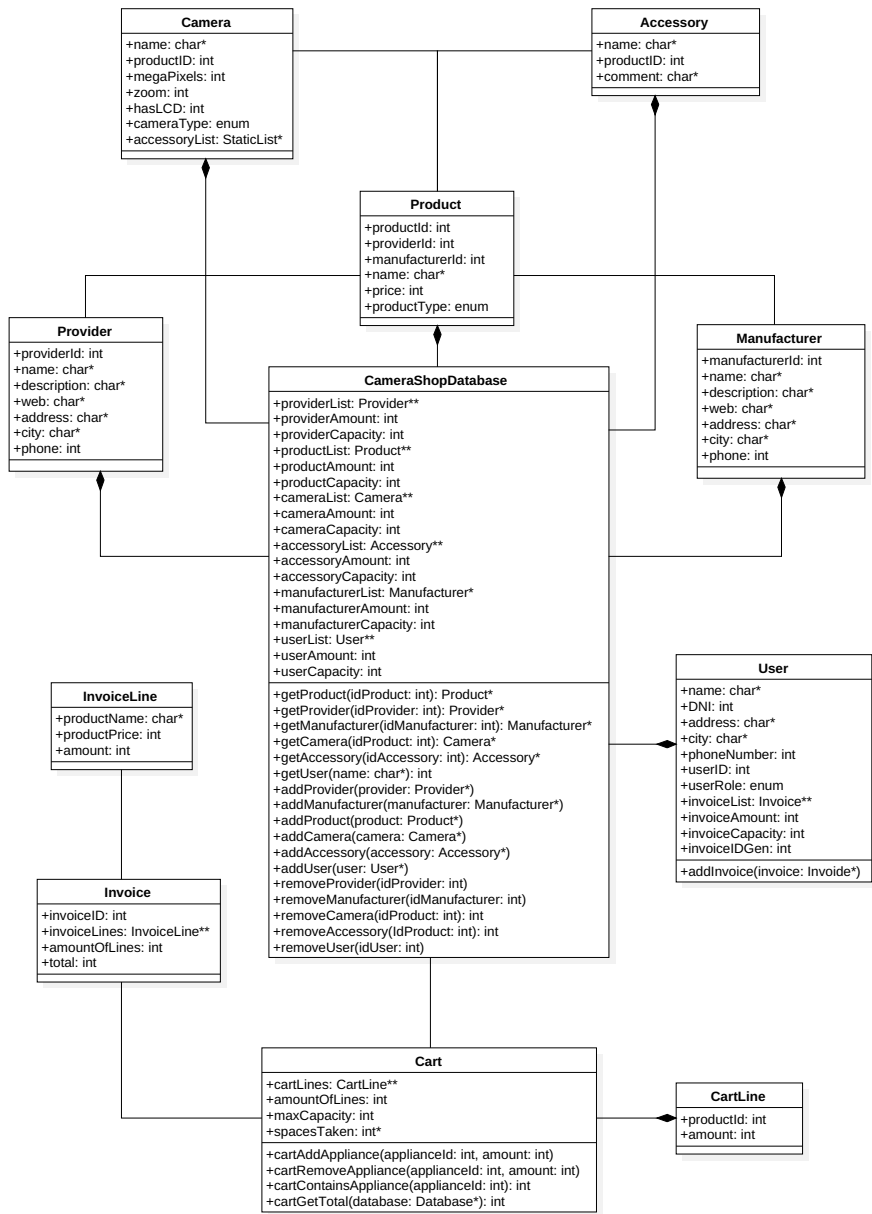 Camera
+name: char*
+productID: int
+megaPixels: int
+zoom: int
+hasLCD: int
+cameraType: enum
+accessoryList: StaticList*
Accessory
+name: char*
+productID: int
+comment: char*
Product
+productId: int
+providerId: int
+manufacturerId: int
+name: char*
+price: int
+productType: enum
Provider
+providerId: int
+name: char*
+description: char*
+web: char*
+address: char*
+city: char*
+phone: int
Manufacturer
+manufacturerId: int
+name: char*
+description: char*
+web: char*
+address: char*
+city: char*
+phone: int
CameraShopDatabase
+providerList: Provider**
+providerAmount: int
+providerCapacity: int
+productList: Product**
+productAmount: int
+productCapacity: int
+cameraList: Camera**
+cameraAmount: int
+cameraCapacity: int
+accessoryList: Accessory**
+accessoryAmount: int
+accessoryCapacity: int
+manufacturerList: Manufacturer*
+manufacturerAmount: int
+manufacturerCapacity: int
+userList: User**
+userAmount: int
+userCapacity: int
+getProduct(idProduct: int): Product*
+getProvider(idProvider: int): Provider*
+getManufacturer(idManufacturer: int): Manufacturer*
+getCamera(idProduct: int): Camera*
+getAccessory(idAccessory: int): Accessory*
+getUser(name: char*): int
+addProvider(provider: Provider*)
+addManufacturer(manufacturer: Manufacturer*)
+addProduct(product: Product*)
+addCamera(camera: Camera*)
+addAccessory(accessory: Accessory*)
+addUser(user: User*)
+removeProvider(idProvider: int)
+removeManufacturer(idManufacturer: int)
+removeCamera(idProduct: int): int
+removeAccessory(IdProduct: int): int
+removeUser(idUser: int)
User
+name: char*
+DNI: int
+address: char*
+city: char*
+phoneNumber: int
+userID: int
+userRole: enum
+invoiceList: Invoice**
+invoiceAmount: int
+invoiceCapacity: int
+invoiceIDGen: int
+addInvoice(invoice: Invoide*)
InvoiceLine
+productName: char*
+productPrice: int
+amount: int
Invoice
+invoiceID: int
+invoiceLines: InvoiceLine**
+amountOfLines: int
+total: int
Cart
+cartLines: CartLine**
+amountOfLines: int
+maxCapacity: int
+spacesTaken: int*
+cartAddAppliance(applianceId: int, amount: int)
+cartRemoveAppliance(applianceId: int, amount: int)
+cartContainsAppliance(applianceId: int): int
+cartGetTotal(database: Database*): int
CartLine
+productId: int
+amount: int